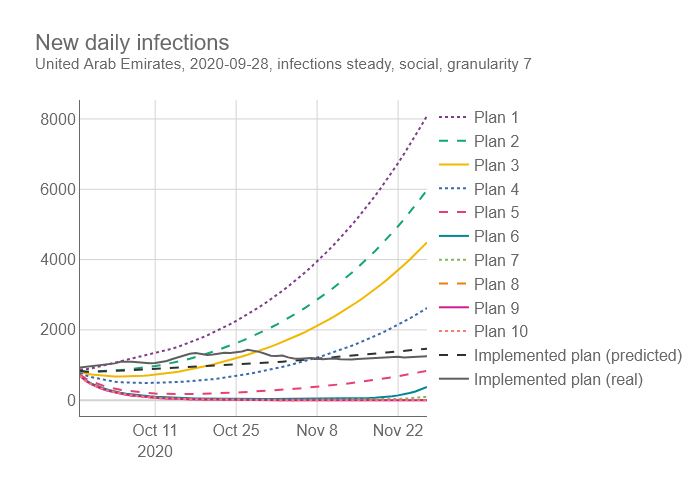 New daily infections
United Arab Emirates, 2020-09-28, infections steady, social, granularity 7
8000
6000
4000
2000
0
Oct 11
2020
Oct 25
Nov 8
Nov 22
Plan 1
Plan 2
Plan 3
Plan 4
Plan 5
Plan 6
Plan 7
Plan 8
Plan 9
Plan 10
Implemented plan (predicted)
Implemented plan (real)